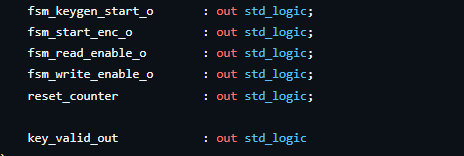 fsm_keygen_start_o : out std_logic;
fsm_start_enc_o : out std_logic;
fsm_read_enable_o : out std_logic;
fsm_write_enable_o : out std_logic;
reset_counter : out std_logic;
key_valid_out : out std_logic